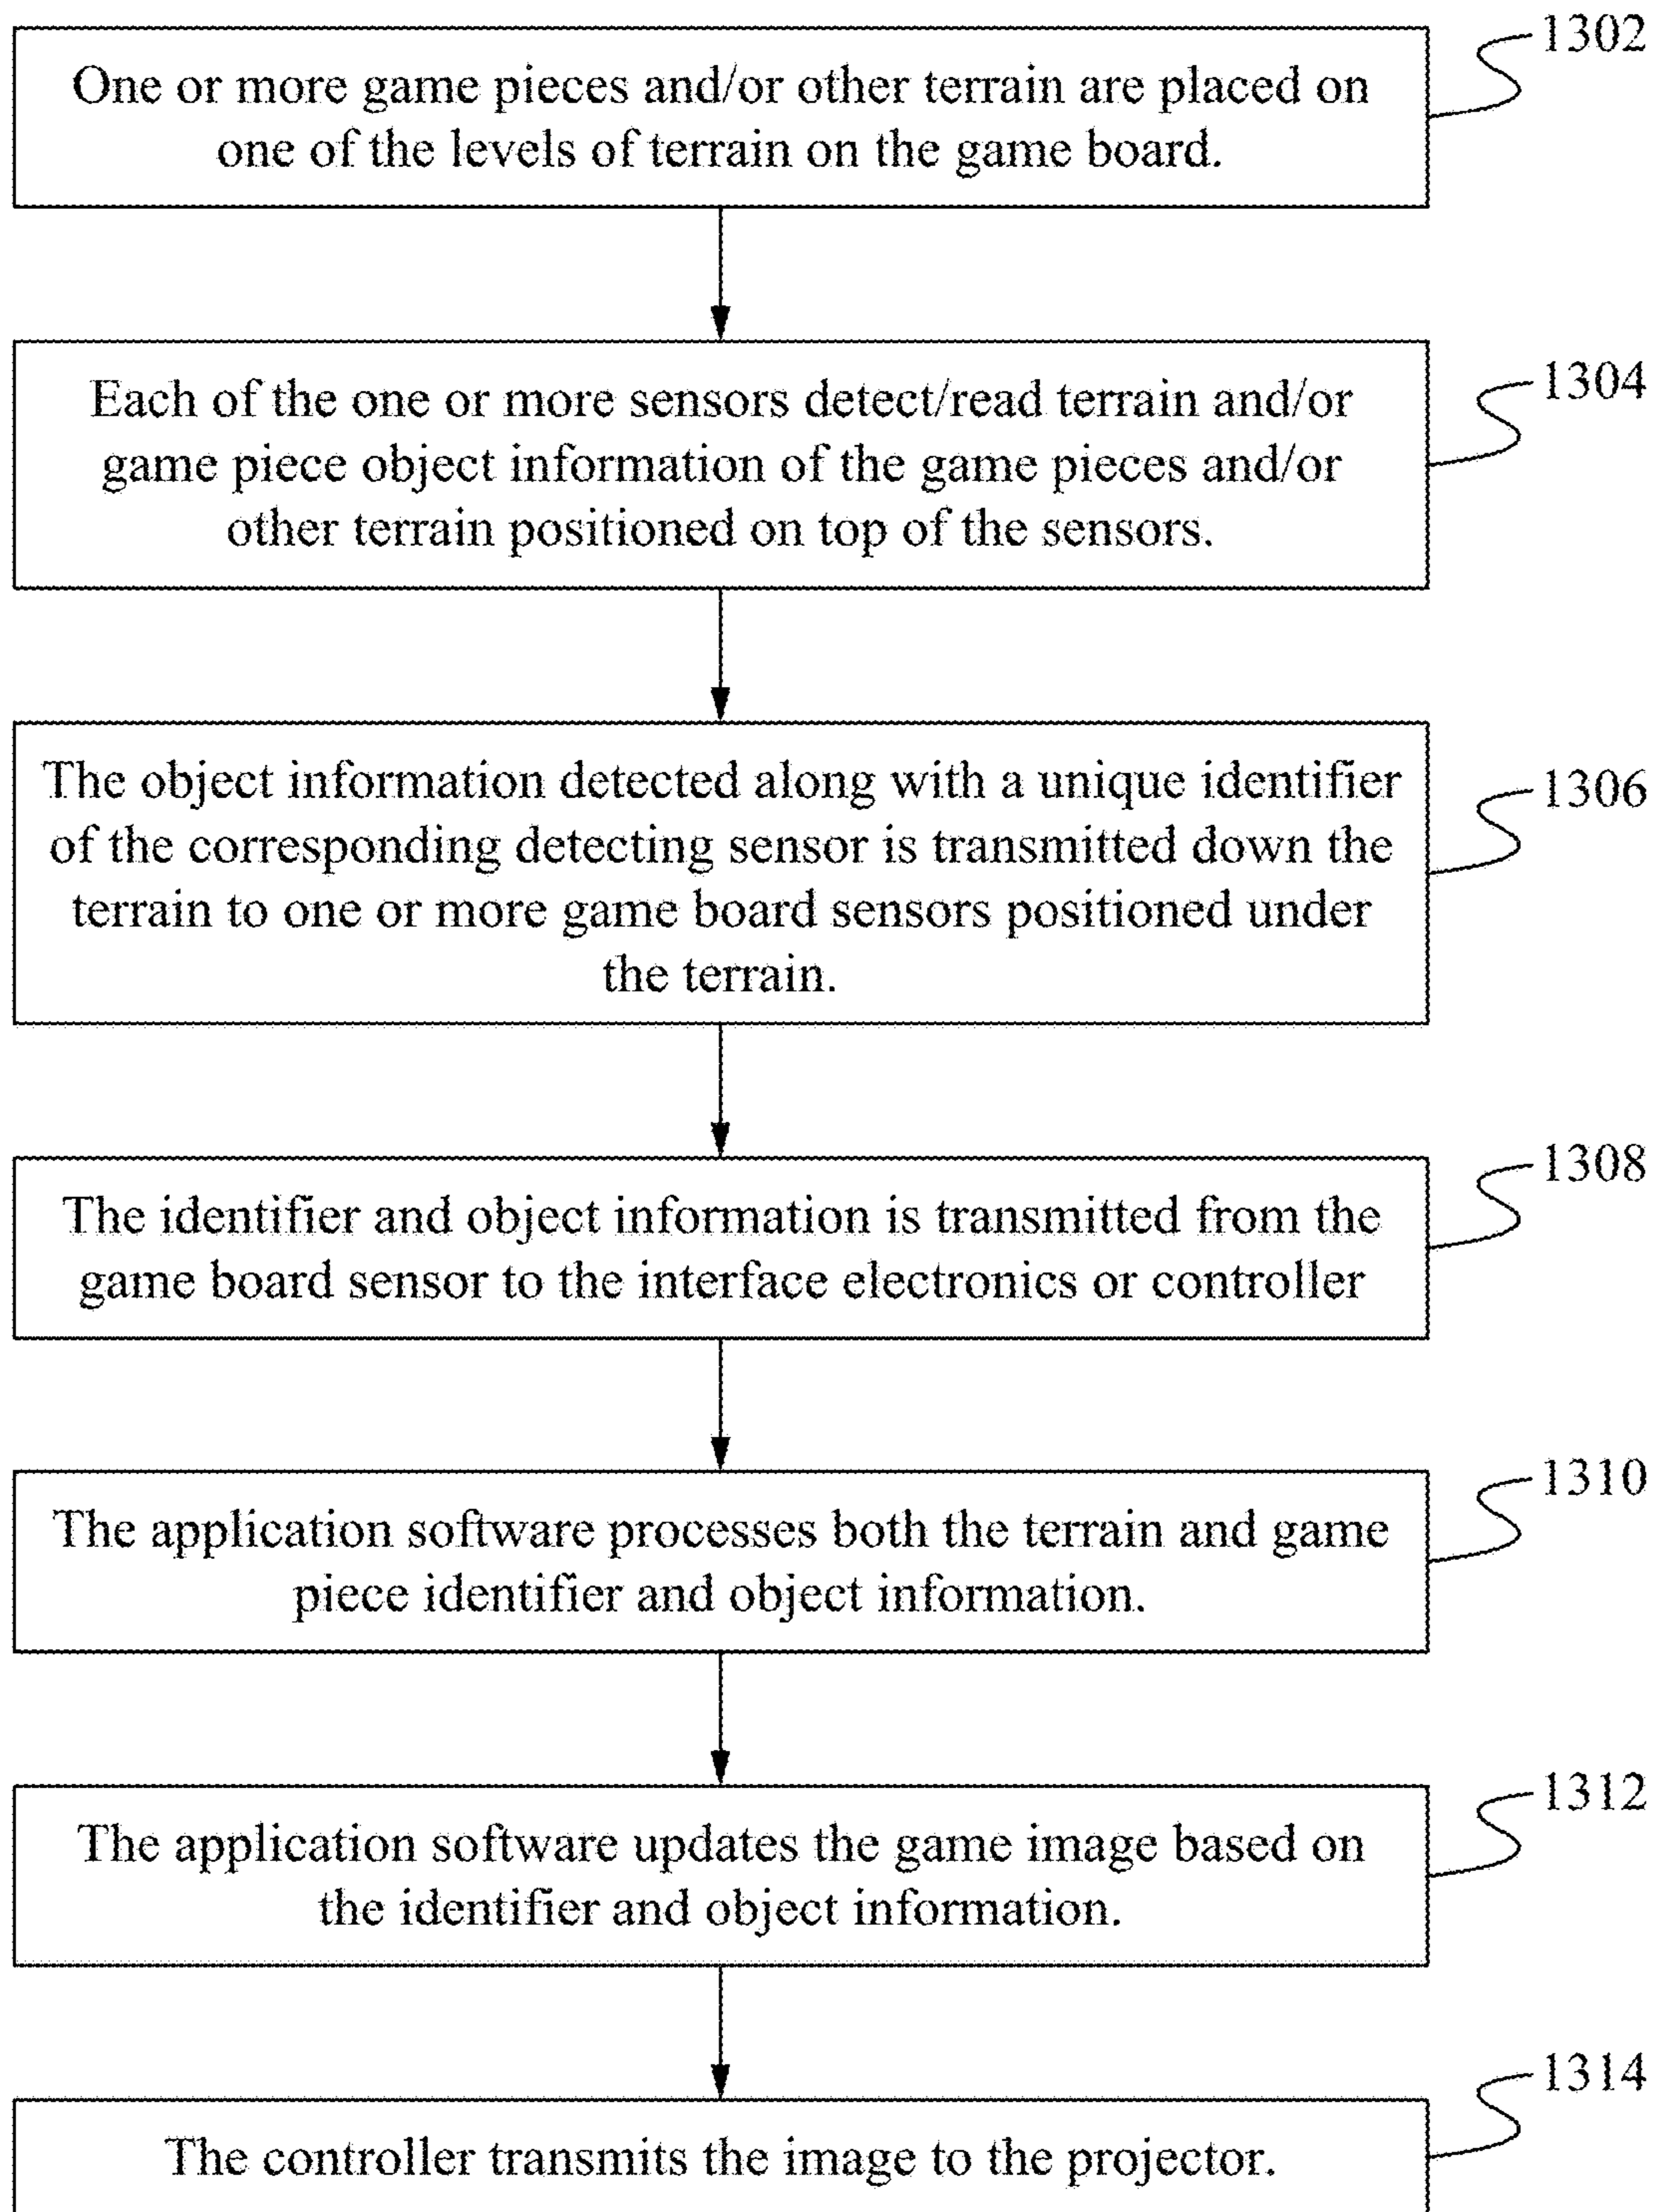 1302
One or more game pieces and/or other terrain are placed on
one of the levels of terrain on the game board.
1304
Each of the one or more sensors detect/read terrain and/or
game piece object information of the game pieces and/or
other terrain positioned on top of the sensors.
1306
The object information detected along with a unique identifier
of the corresponding detecting sensor is transmitted down the
terrain to one or more game board sensors positioned under
the terrain.
1308
The identifier and object information is transmitted from the
game board sensor to the interface electronics or controller
1310
The application software processes both the terrain and game
piece identifier and object information.
1312
The application software updates the game image based on
the identifier and object information.
1314
The controller transmits the image to the projector.